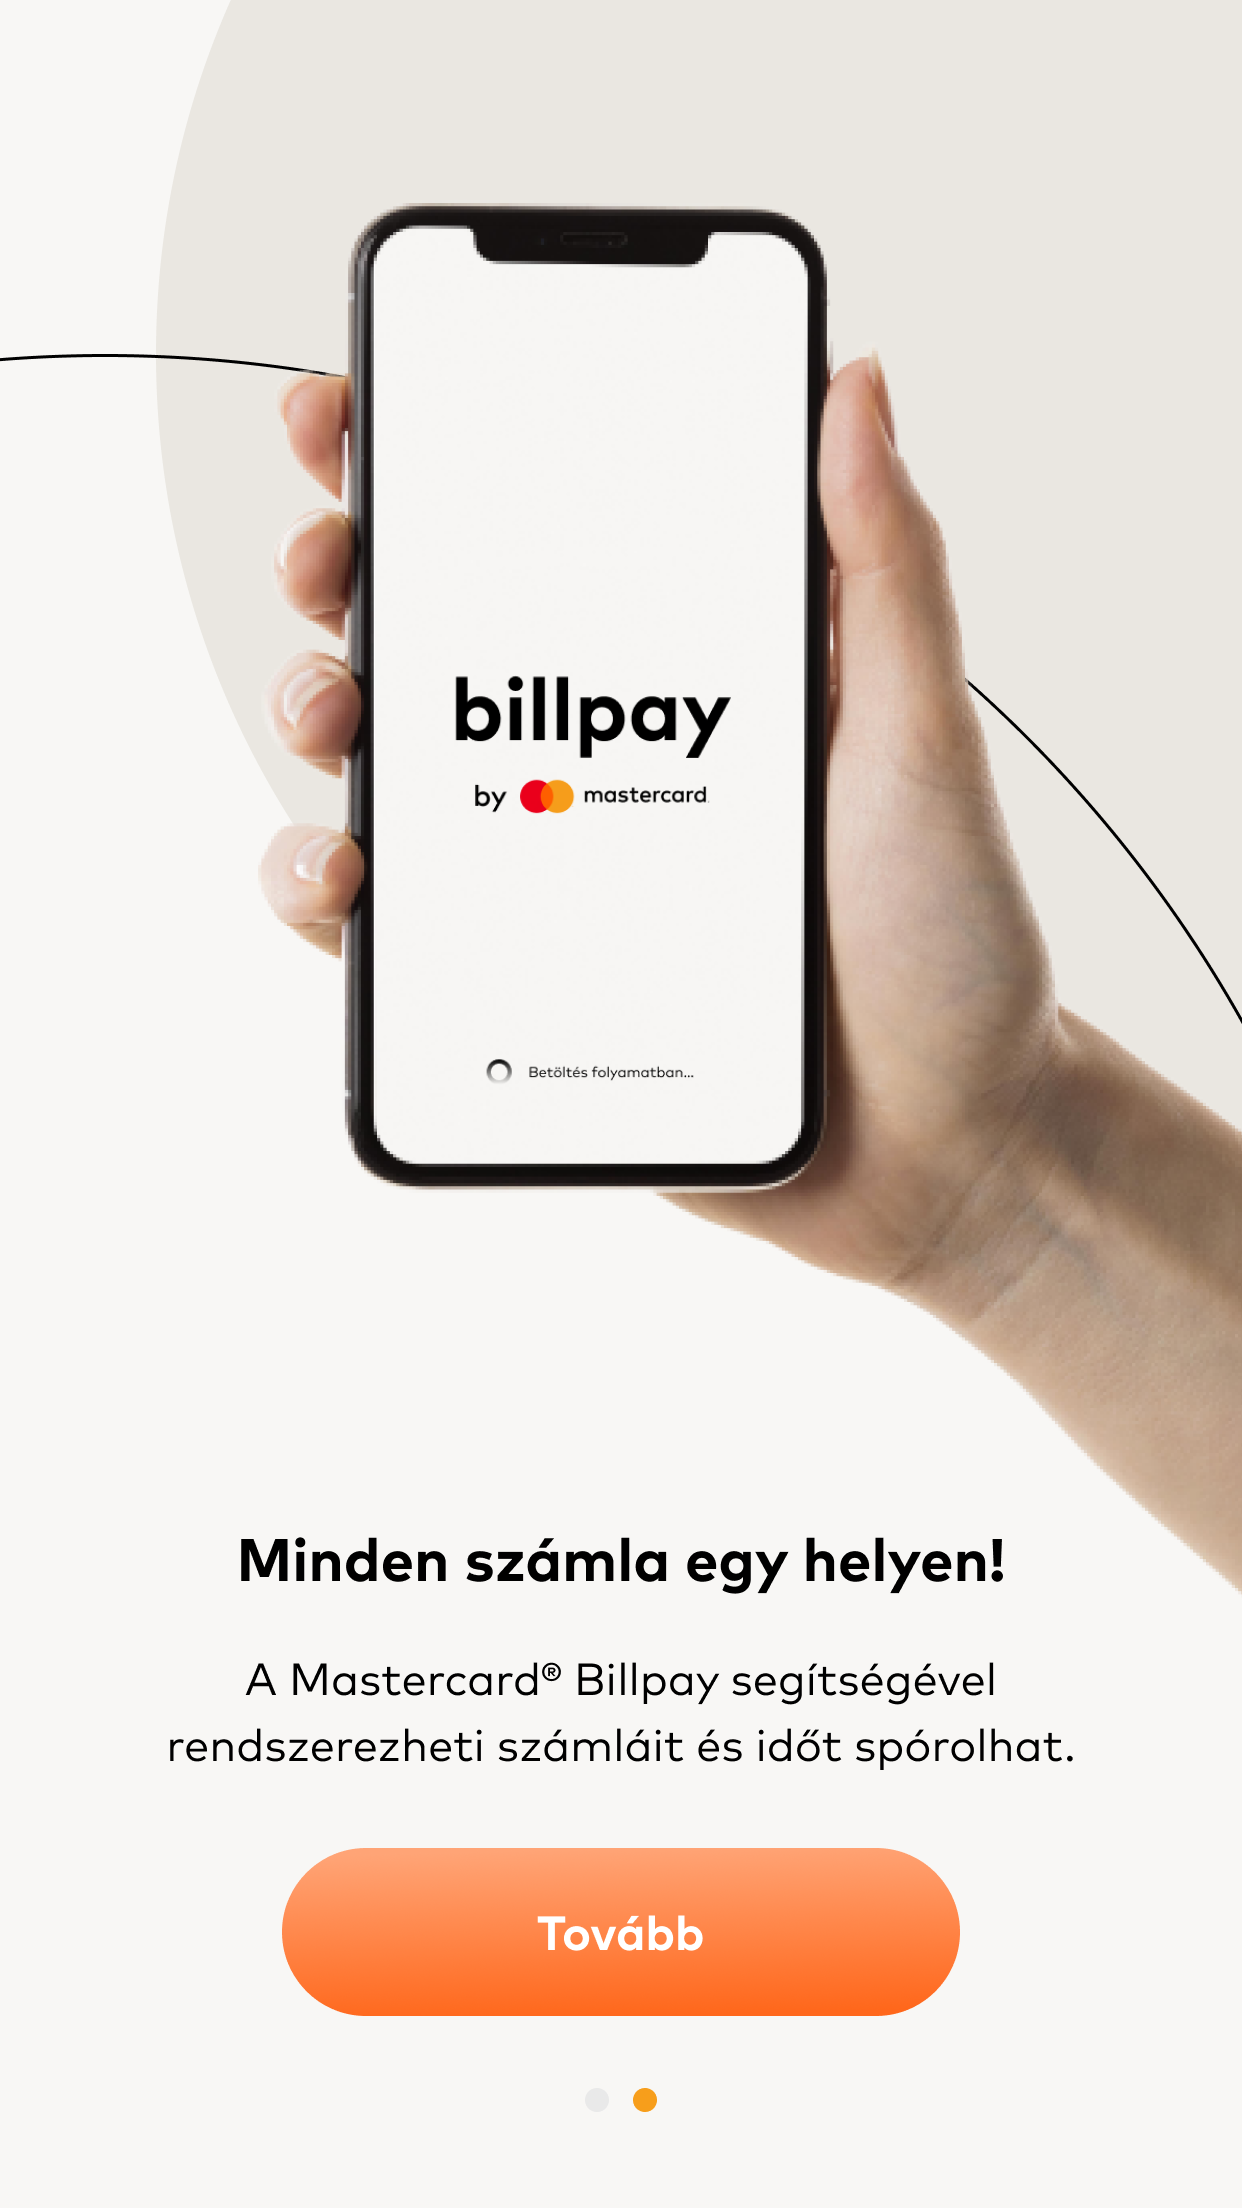 billpay
by mastercard
Betöltés folyamatban...
Minden számla egy helyen!
A Mastercard® Billpay segítségével
rendszerezheti számláit és időt spórolhat.
Tovább